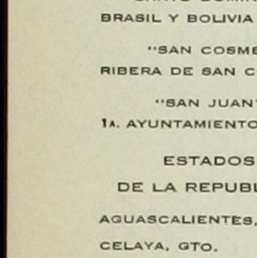 BRASIL Y BOLIVIA
"SAN COSME
RIBERA DE SAN C
"SAN JUAN"
1A. AYUNTAMIENTO
ESTADOS
DE LA REPUBL
AGUASCALIENTES,
CELAYA, GTO.